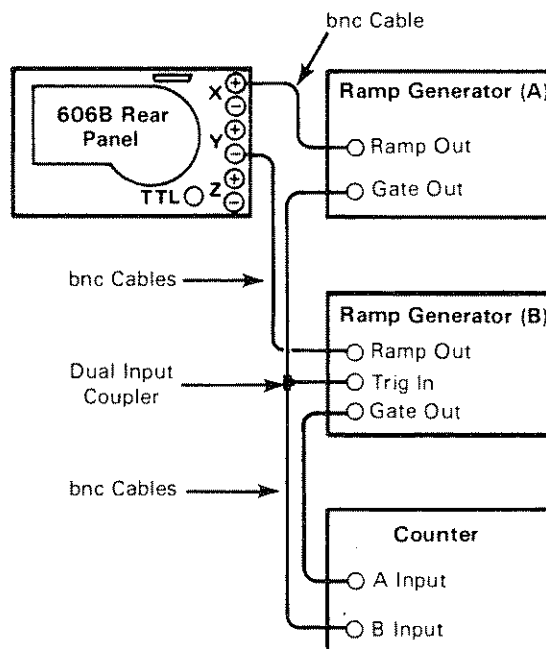 bnc Cable
606B Rear
Panel
X
+
−
Y
+
−
Z
+
−
TTL
Ramp Generator (A)
Ramp Out
Gate Out
bnc Cables
Ramp Generator (B)
Ramp Out
Trig In
Gate Out
Dual Input
Coupler
bnc Cables
Counter
A Input
B Input